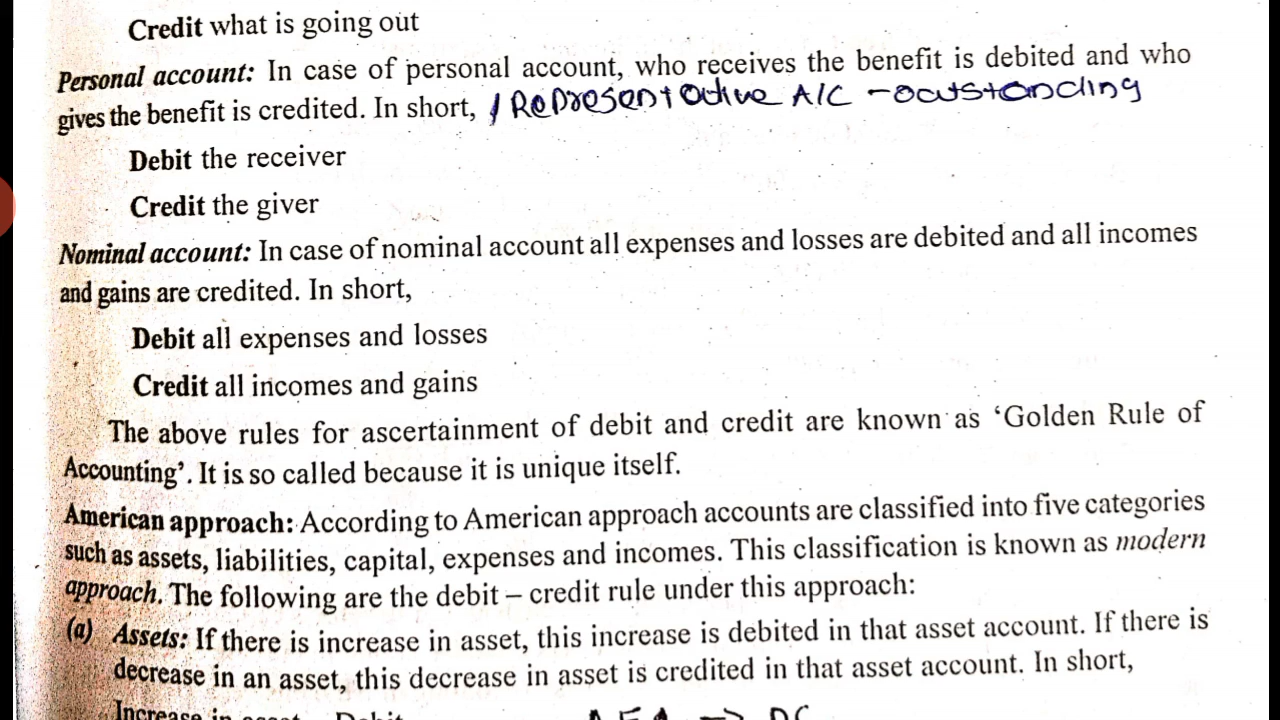 Credit what is going out
Personal account: In case of personal account, who receives the benefit is debited and who
gives the benefit is credited. In short, / Representative A/C - outstanding
Debit the receiver
Credit the giver
Nominal account: In case of nominal account all expenses and losses are debited and all incomes
and gains are credited. In short,
Debit all expenses and losses
Credit all incomes and gains
The above rules for ascertainment of debit and credit are known as ‘Golden Rule of
Accounting’. It is so called because it is unique itself.
American approach: According to American approach accounts are classified into five categories
such as assets, liabilities, capital, expenses and incomes. This classification is known as modern
approach. The following are the debit – credit rule under this approach:
(a) Assets: If there is increase in asset, this increase is debited in that asset account. If there is
decrease in an asset, this decrease in asset is credited in that asset account. In short,
Increase in asset – Debit